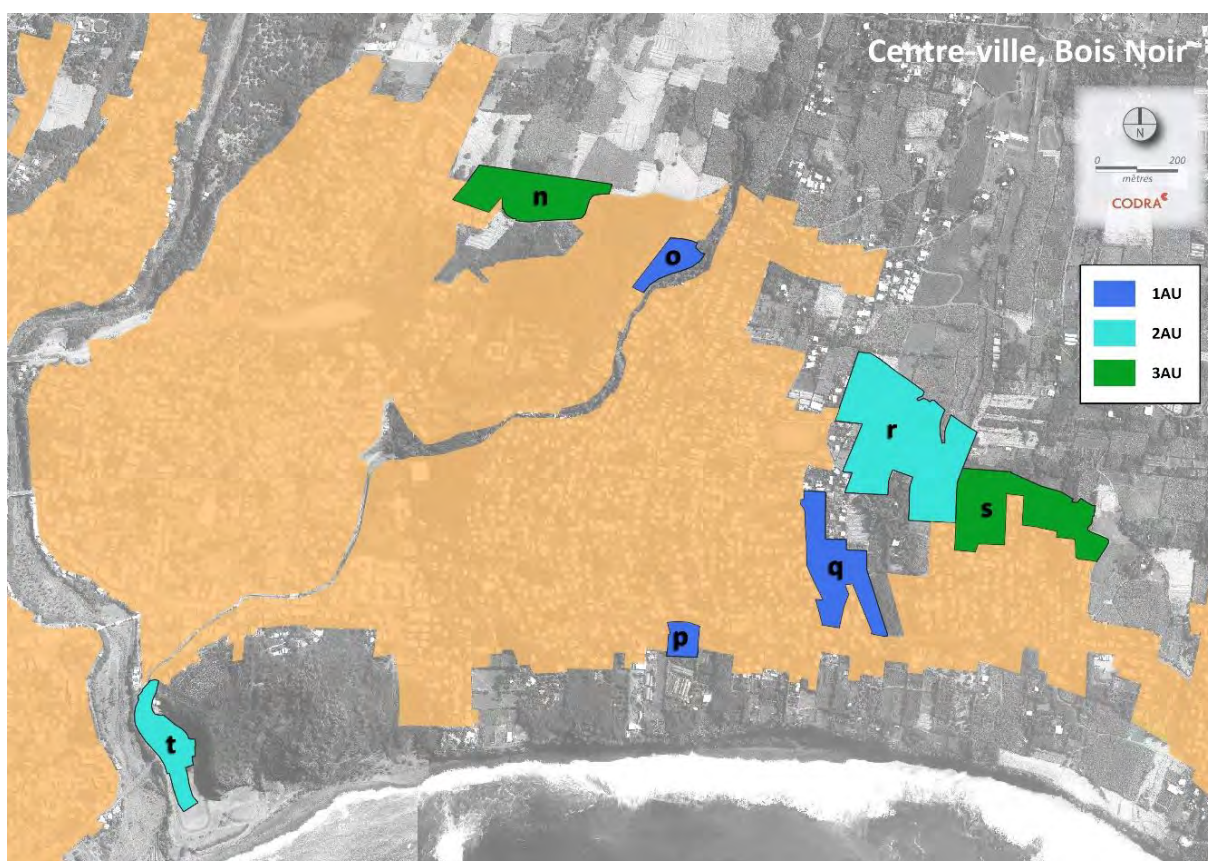 Centre-ville, Bois Noir
N
0 200
mètres
CODRA
1AU
2AU
3AU
n
o
r
s
q
p
t